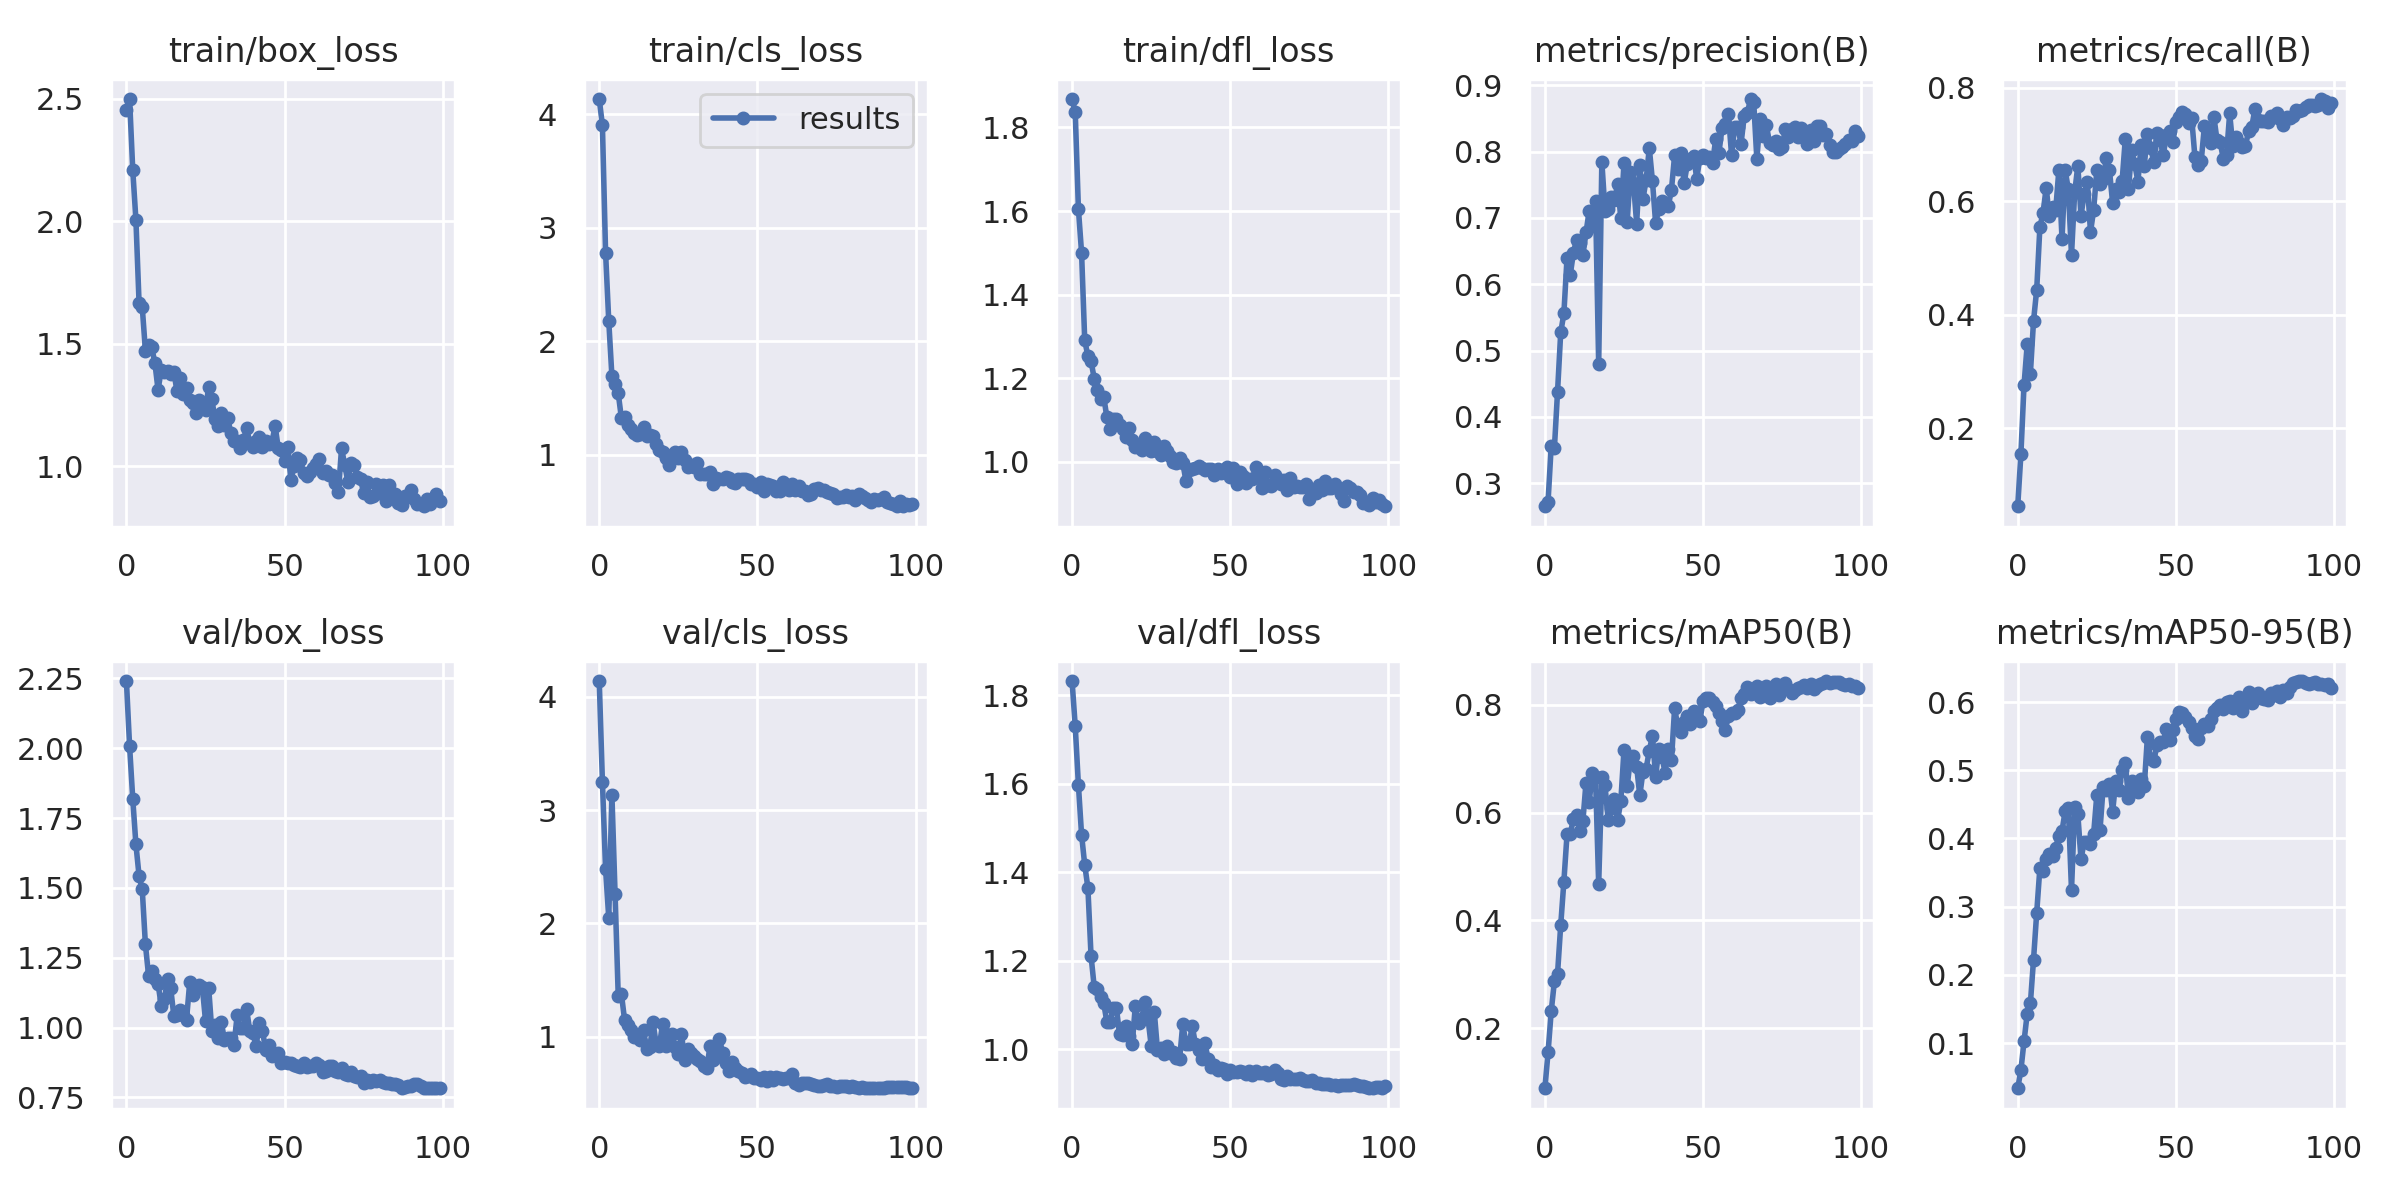 train/box_loss
2.5
2.0
1.5
1.0
0 50 100
train/cls_loss
results
4
3
2
1
0 50 100
train/dfl_loss
1.8
1.6
1.4
1.2
1.0
0 50 100
metrics/precision(B)
0.9
0.8
0.7
0.6
0.5
0.4
0.3
0 50 100
metrics/recall(B)
0.8
0.6
0.4
0.2
0 50 100
val/box_loss
2.25
2.00
1.75
1.50
1.25
1.00
0.75
0 50 100
val/cls_loss
4
3
2
1
0 50 100
val/dfl_loss
1.8
1.6
1.4
1.2
1.0
0 50 100
metrics/mAP50(B)
0.8
0.6
0.4
0.2
0 50 100
metrics/mAP50-95(B)
0.6
0.5
0.4
0.3
0.2
0.1
0 50 100